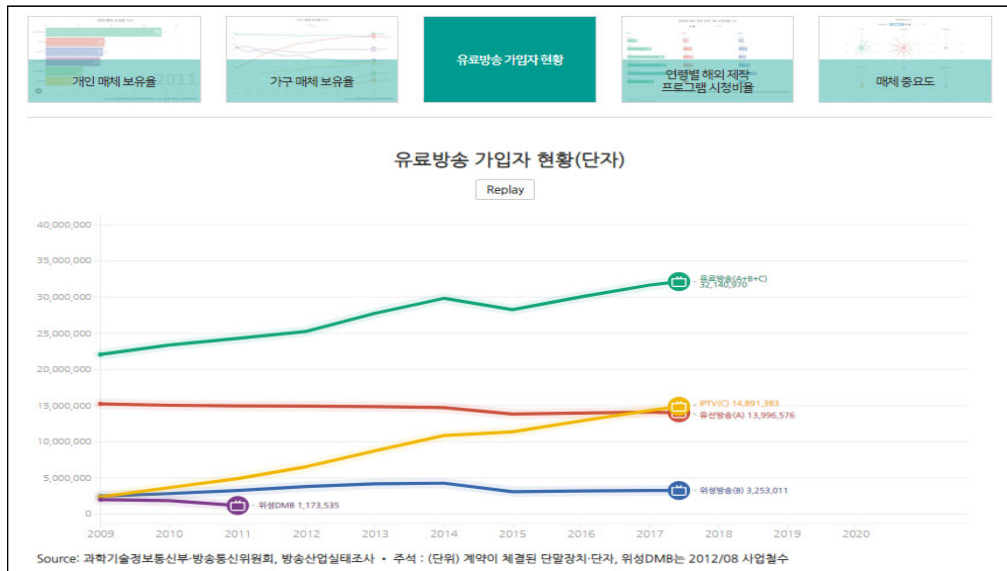 개인 매체 보유율
가구 매체 보유율
유료방송 가입자 현황
연령별 해외 제작
프로그램 시청비율
매체 중요도
유료방송 가입자 현황(단자)
Replay
40,000,000
35,000,000
30,000,000
25,000,000
20,000,000
15,000,000
10,000,000
5,000,000
0
유료방송(A+B+C)
32,140,970
IPTV(C) 14,891,383
유선방송(A) 13,996,576
위성방송(B) 3,253,011
위성DMB 1,173,535
2009 2010 2011 2012 2013 2014 2015 2016 2017 2018 2019 2020
Source: 과학기술정보통신부·방송통신위원회, 방송산업실태조사 • 주석 : (단위) 계약이 체결된 단말장치·단자, 위성DMB는 2012/08 사업철수